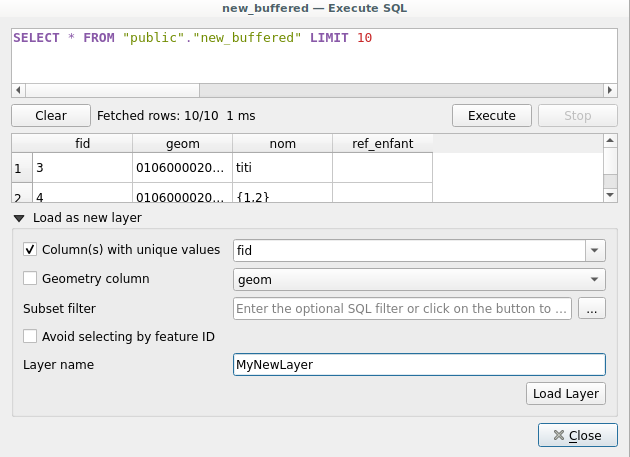 new_buffered — Execute SQL
SELECT * FROM "public"."new_buffered" LIMIT 10
Clear Fetched rows: 10/10 1 ms Execute Stop
fid geom nom ref_enfant
1 3 0106000020... titi
2 4 0106000020... {1,2}
Load as new layer
Column(s) with unique values fid
Geometry column geom
Subset filter Enter the optional SQL filter or click on the button to ... ...
Avoid selecting by feature ID
Layer name MyNewLayer
Load Layer
Close